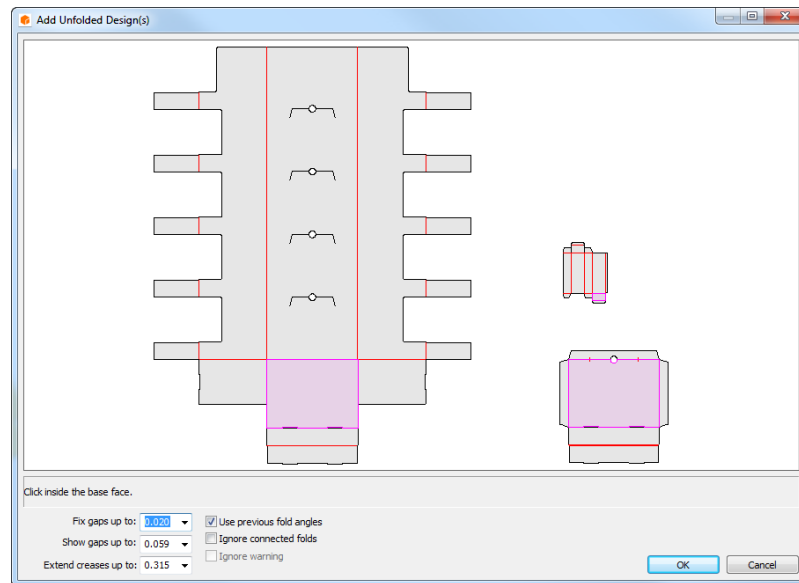 Add Unfolded Design(s)
Click inside the base face.
Fix gaps up to: 0.020
Use previous fold angles
Show gaps up to: 0.059
Ignore connected folds
Extend creases up to: 0.315
Ignore warning
OK
Cancel